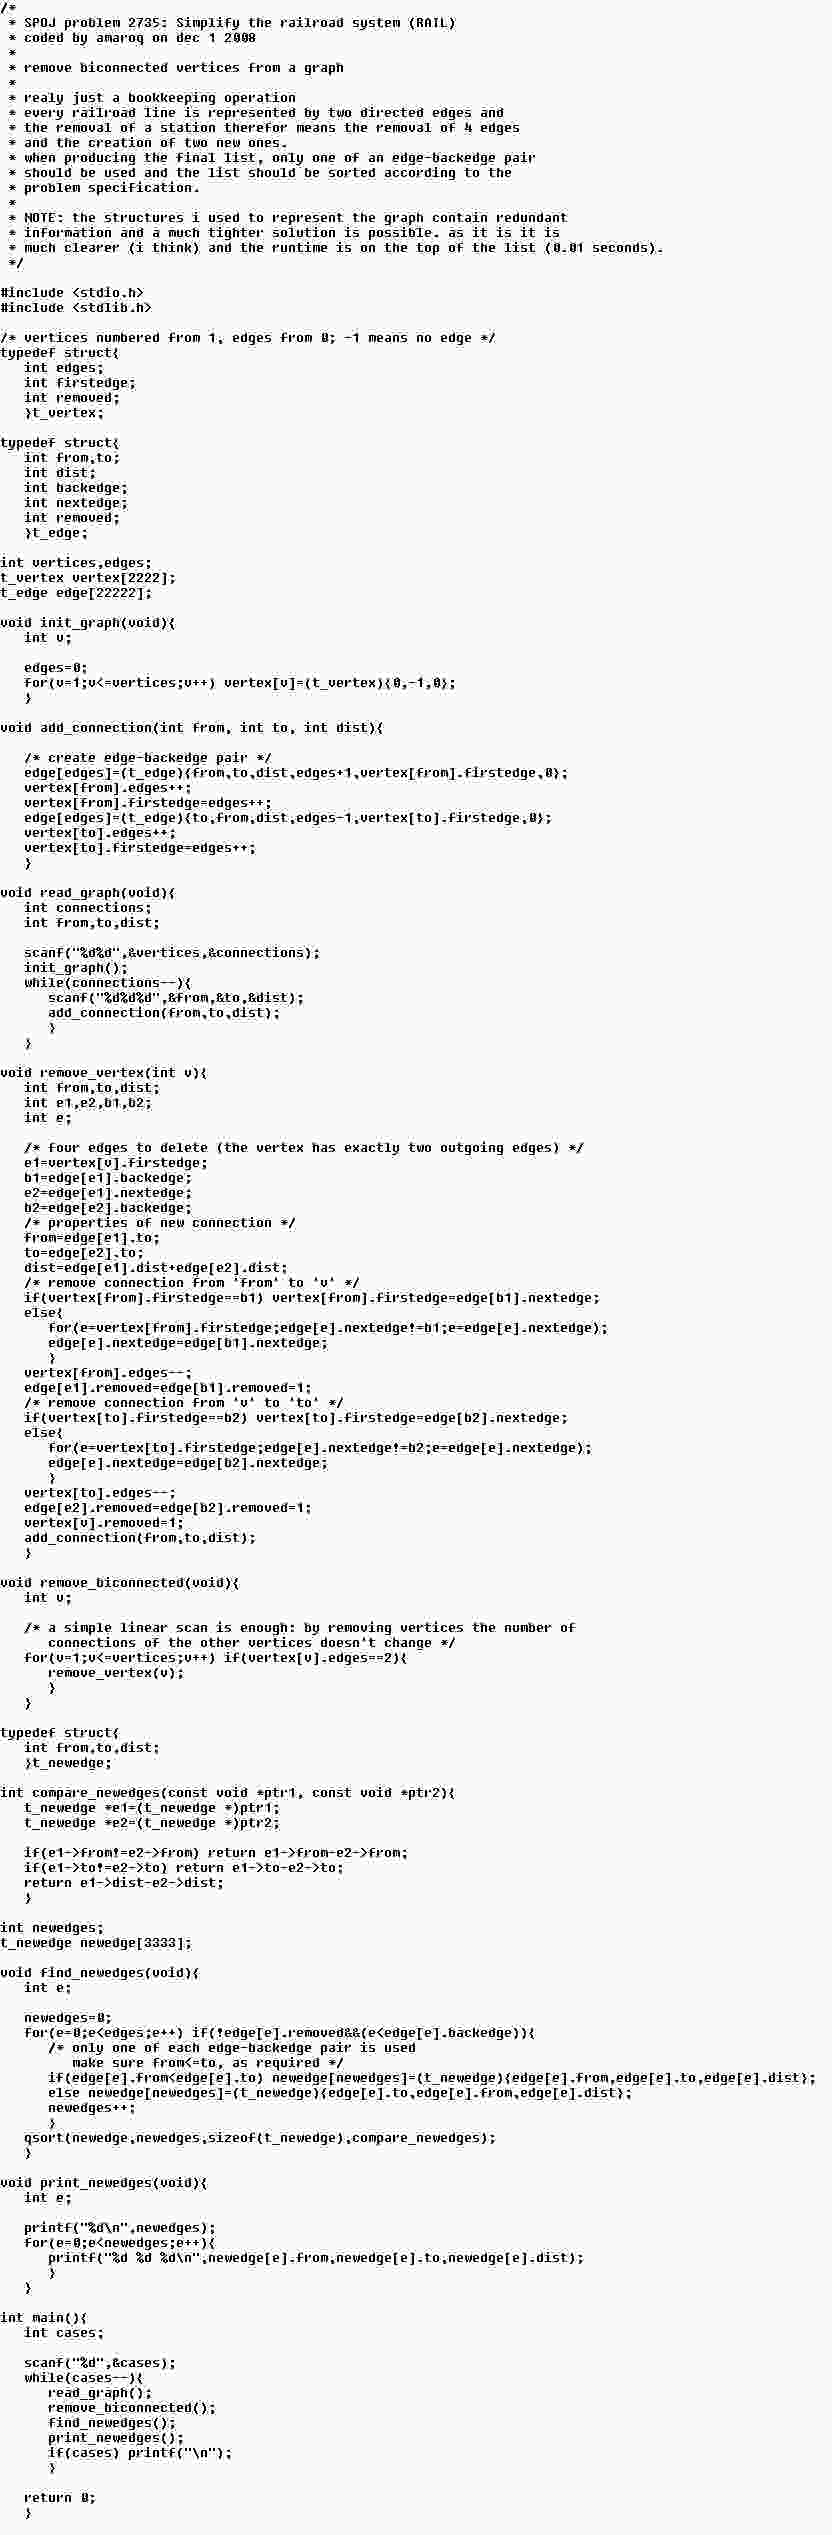 /*
 * SPOJ problem 2735: Simplify the railroad system (RAIL)
 * coded by amaroq on dec 1 2008
 *
 * remove biconnected vertices from a graph
 *
 * realy just a bookkeeping operation
 * every railroad line is represented by two directed edges and
 * the removal of a station therefor means the removal of 4 edges
 * and the creation of two new ones.
 * when producing the final list, only one of an edge-backedge pair
 * should be used and the list should be sorted according to the
 * problem specification.
 *
 * NOTE: the structures i used to represent the graph contain redundant
 * information and a much tighter solution is possible. as it is it is
 * much clearer (i think) and the runtime is on the top of the list (0.01 seconds).
 */

#include <stdio.h>
#include <stdlib.h>

/* vertices numbered from 1, edges from 0; -1 means no edge */
typedef struct{
   int edges;
   int firstedge;
   int removed;
   }t_vertex;

typedef struct{
   int from,to;
   int dist;
   int backedge;
   int nextedge;
   int removed;
   }t_edge;

int vertices,edges;
t_vertex vertex[2222];
t_edge edge[22222];

void init_graph(void){
   int v;

   edges=0;
   for(v=1;v<=vertices;v++) vertex[v]=(t_vertex){0,-1,0};
   }

void add_connection(int from, int to, int dist){

   /* create edge-backedge pair */
   edge[edges]=(t_edge){from,to,dist,edges+1,vertex[from].firstedge,0};
   vertex[from].edges++;
   vertex[from].firstedge=edges++;
   edge[edges]=(t_edge){to,from,dist,edges-1,vertex[to].firstedge,0};
   vertex[to].edges++;
   vertex[to].firstedge=edges++;
   }

void read_graph(void){
   int connections;
   int from,to,dist;

   scanf("%d%d",&vertices,&connections);
   init_graph();
   while(connections--){
      scanf("%d%d%d",&from,&to,&dist);
      add_connection(from,to,dist);
      }
   }

void remove_vertex(int v){
   int from,to,dist;
   int e1,e2,b1,b2;
   int e;

   /* four edges to delete (the vertex has exactly two outgoing edges) */
   e1=vertex[v].firstedge;
   b1=edge[e1].backedge;
   e2=edge[e1].nextedge;
   b2=edge[e2].backedge;
   /* properties of new connection */
   from=edge[e1].to;
   to=edge[e2].to;
   dist=edge[e1].dist+edge[e2].dist;
   /* remove connection from 'from' to 'v' */
   if(vertex[from].firstedge==b1) vertex[from].firstedge=edge[b1].nextedge;
   else{
      for(e=vertex[from].firstedge;edge[e].nextedge!=b1;e=edge[e].nextedge);
      edge[e].nextedge=edge[b1].nextedge;
      }
   vertex[from].edges--;
   edge[e1].removed=edge[b1].removed=1;
   /* remove connection from 'v' to 'to' */
   if(vertex[to].firstedge==b2) vertex[to].firstedge=edge[b2].nextedge;
   else{
      for(e=vertex[to].firstedge;edge[e].nextedge!=b2;e=edge[e].nextedge);
      edge[e].nextedge=edge[b2].nextedge;
      }
   vertex[to].edges--;
   edge[e2].removed=edge[b2].removed=1;
   vertex[v].removed=1;
   add_connection(from,to,dist);
   }

void remove_biconnected(void){
   int v;

   /* a simple linear scan is enough: by removing vertices the number of
      connections of the other vertices doesn't change */
   for(v=1;v<=vertices;v++) if(vertex[v].edges==2){
      remove_vertex(v);
      }
   }

typedef struct{
   int from,to,dist;
   }t_newedge;

int compare_newedges(const void *ptr1, const void *ptr2){
   t_newedge *e1=(t_newedge *)ptr1;
   t_newedge *e2=(t_newedge *)ptr2;

   if(e1->from!=e2->from) return e1->from-e2->from;
   if(e1->to!=e2->to) return e1->to-e2->to;
   return e1->dist-e2->dist;
   }

int newedges;
t_newedge newedge[3333];

void find_newedges(void){
   int e;

   newedges=0;
   for(e=0;e<edges;e++) if(!edge[e].removed&&(e<edge[e].backedge)){
      /* only one of each edge-backedge pair is used
         make sure from<=to, as required */
      if(edge[e].from<edge[e].to) newedge[newedges]=(t_newedge){edge[e].from,edge[e].to,edge[e].dist};
      else newedge[newedges]=(t_newedge){edge[e].to,edge[e].from,edge[e].dist};
      newedges++;
      }
   qsort(newedge,newedges,sizeof(t_newedge),compare_newedges);
   }

void print_newedges(void){
   int e;

   printf("%d\n",newedges);
   for(e=0;e<newedges;e++){
      printf("%d %d %d\n",newedge[e].from,newedge[e].to,newedge[e].dist);
      }
   }

int main(){
   int cases;

   scanf("%d",&cases);
   while(cases--){
      read_graph();
      remove_biconnected();
      find_newedges();
      print_newedges();
      if(cases) printf("\n");
      }

   return 0;
   }